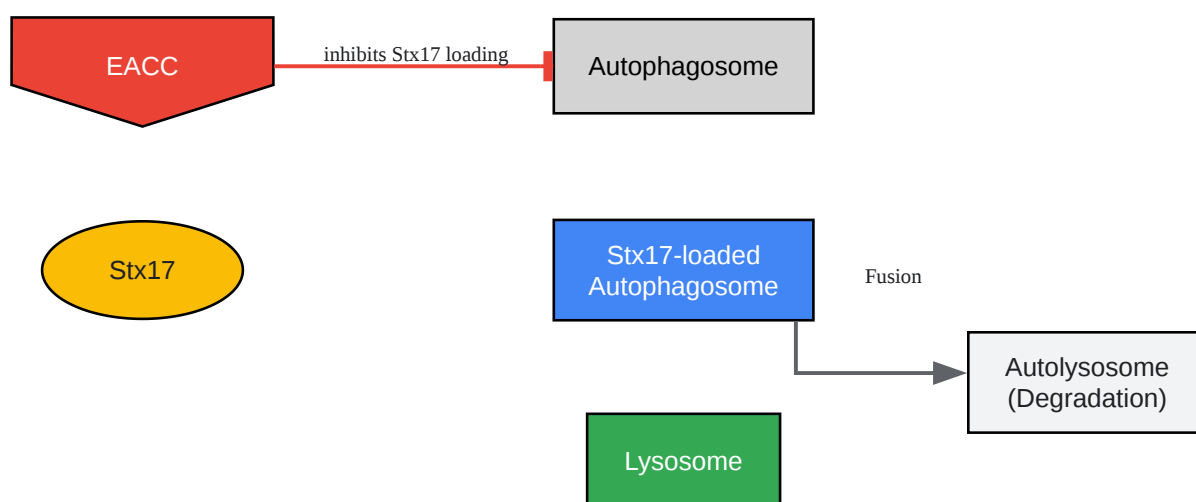 EACC
inhibits Stx17 loading
Autophagosome
Stx17
Stx17-loaded
Autophagosome
Fusion
Autolysosome
(Degradation)
Lysosome